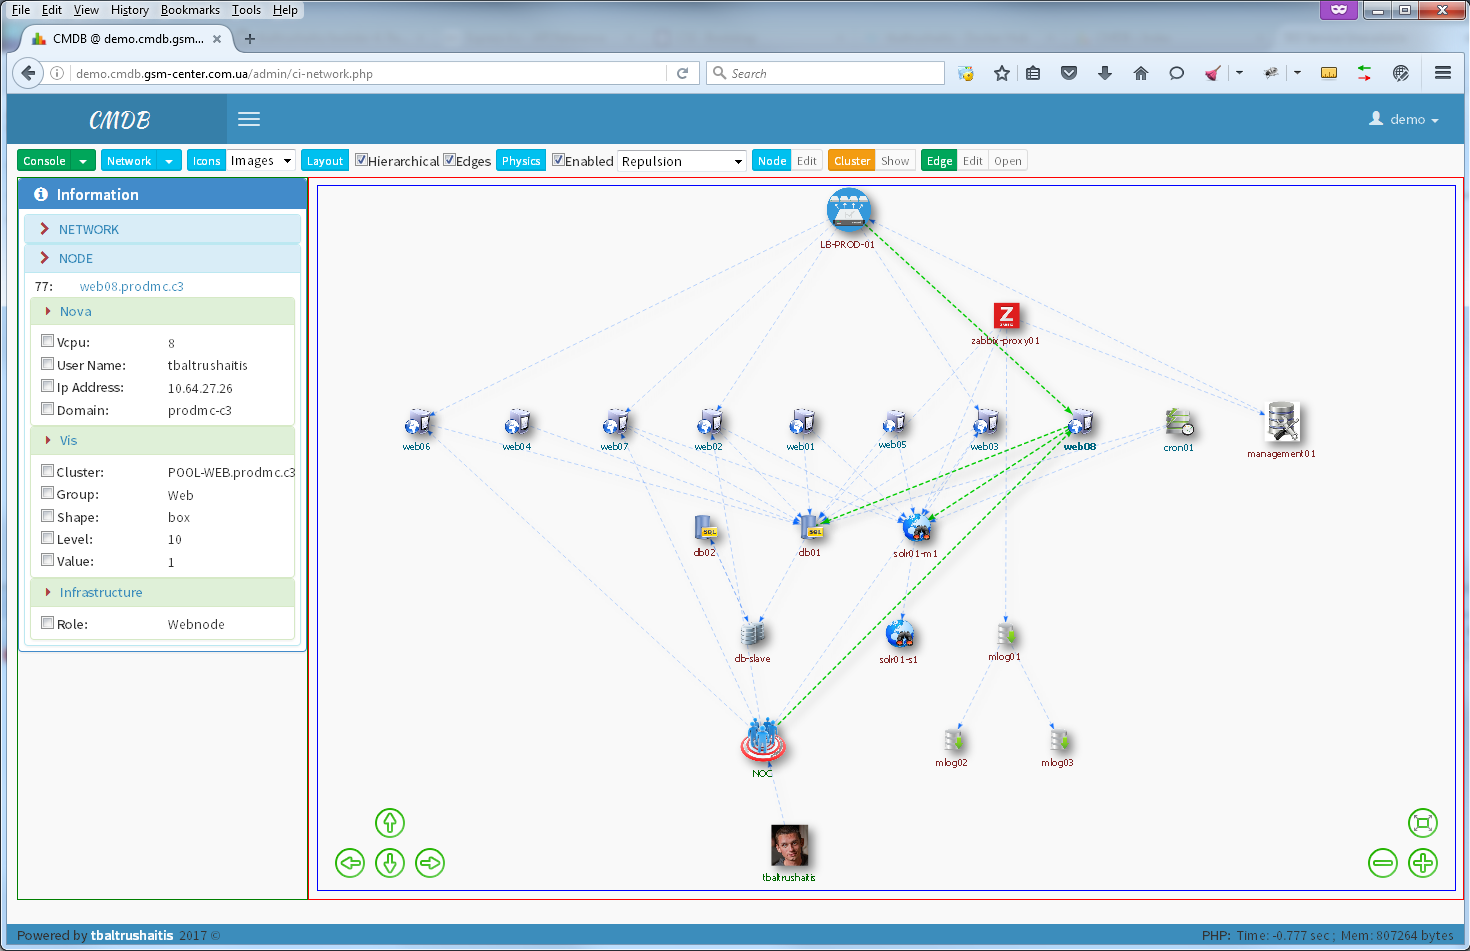 File Edit View History Bookmarks Tools Help
CMDB @ demo.cmdb.gsm...
demo.cmdb.gsm-center.com.ua/admin/ci-network.php
Search
CMDB
demo
Console Network Icons Images Layout Hierarchical Edges Physics Enabled Repulsion Node Edit Cluster Show Edge Edit Open
Information
NETWORK
NODE
77: web08.prodmc.c3
Nova
Vcpu: 8
User Name: tbaltrushaitis
Ip Address: 10.64.27.26
Domain: prodmc-c3
Vis
Cluster: POOL-WEB.prodmc.c3
Group: Web
Shape: box
Level: 10
Value: 1
Infrastructure
Role: Webnode
LB-PROD-01
Z
zabbix-proxy01
web06 web04 web07 web02 web01 web05 web03 web08 cron01 management01
SQL SQL
db02 db01 solr01-m1
db-slave solr01-s1 mlog01
NOC mlog02 mlog03
tbaltrushaitis
Powered by tbaltrushaitis 2017 ©
PHP: Time: -0.777 sec ; Mem: 807264 bytes